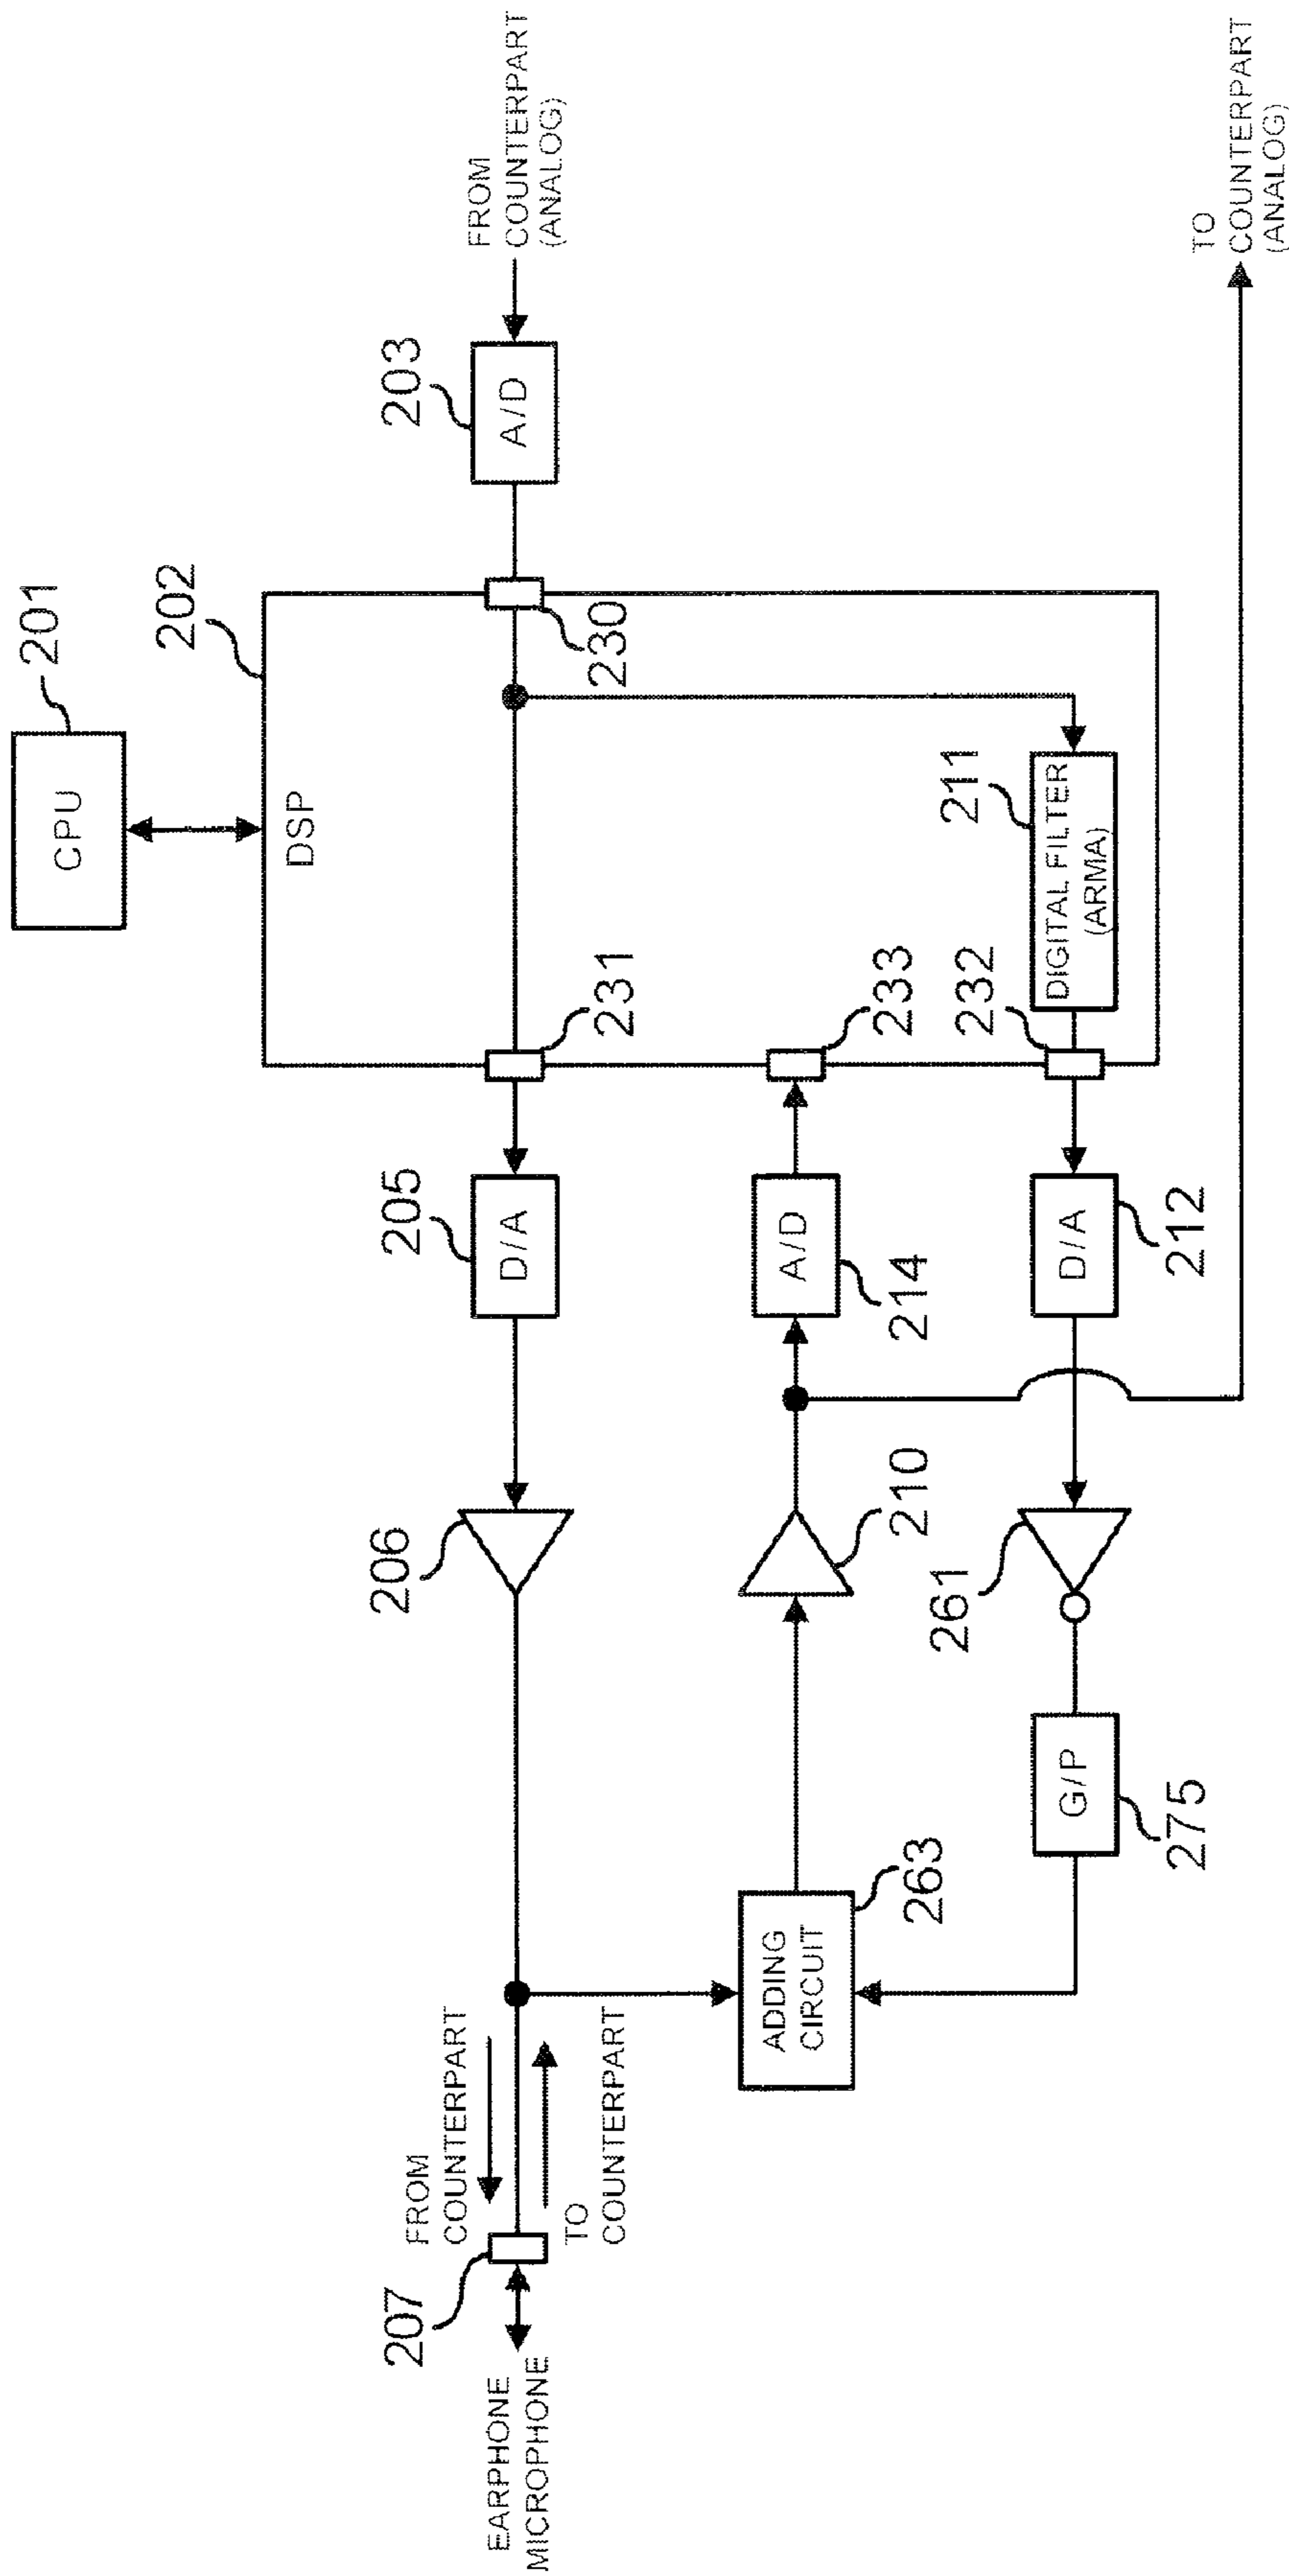 CPU
201
202
DSP
FROM
COUNTERPART
(ANALOG)
203
A/D
230
231
205
D/A
206
FROM
COUNTERPART
207
EARPHONE
MICROPHONE
TO
COUNTERPART
233
A/D
214
210
ADDING
CIRCUIT
263
211
DIGITAL FILTER
(ARMA)
232
D/A
212
261
G/P
275
TO
COUNTERPART
(ANALOG)